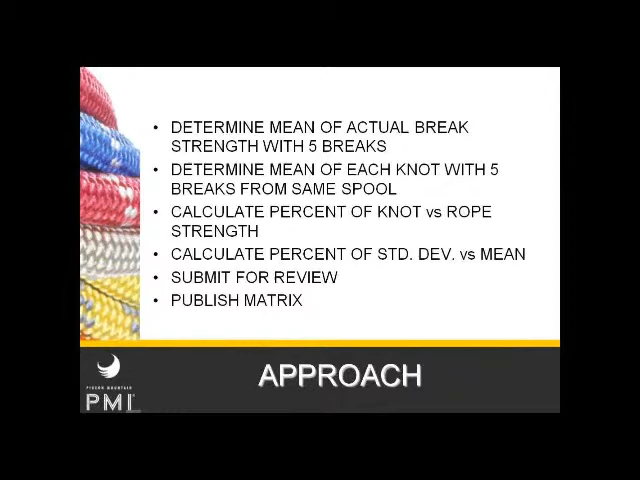 • DETERMINE MEAN OF ACTUAL BREAK
STRENGTH WITH 5 BREAKS
• DETERMINE MEAN OF EACH KNOT WITH 5
BREAKS FROM SAME SPOOL
• CALCULATE PERCENT OF KNOT vs ROPE
STRENGTH
• CALCULATE PERCENT OF STD. DEV. vs MEAN
• SUBMIT FOR REVIEW
• PUBLISH MATRIX
APPROACH
PIGEON MOUNTAIN
PMI